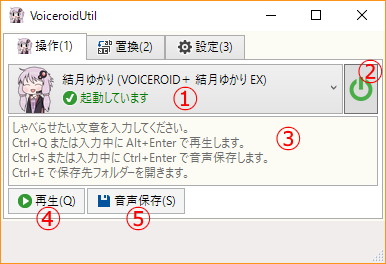 VoiceroidUtil
操作(1) 置換(2) 設定(3)
結月ゆかり (VOICEROID＋ 結月ゆかり EX)
起動しています ① ②
しゃべらせたい文章を入力してください。
Ctrl+Q または入力中に Alt+Enter で再生します。
Ctrl+S または入力中に Ctrl+Enter で音声保存します。
Ctrl+E で保存先フォルダーを開きます。
③
再生(Q) 音声保存(S)
④ ⑤